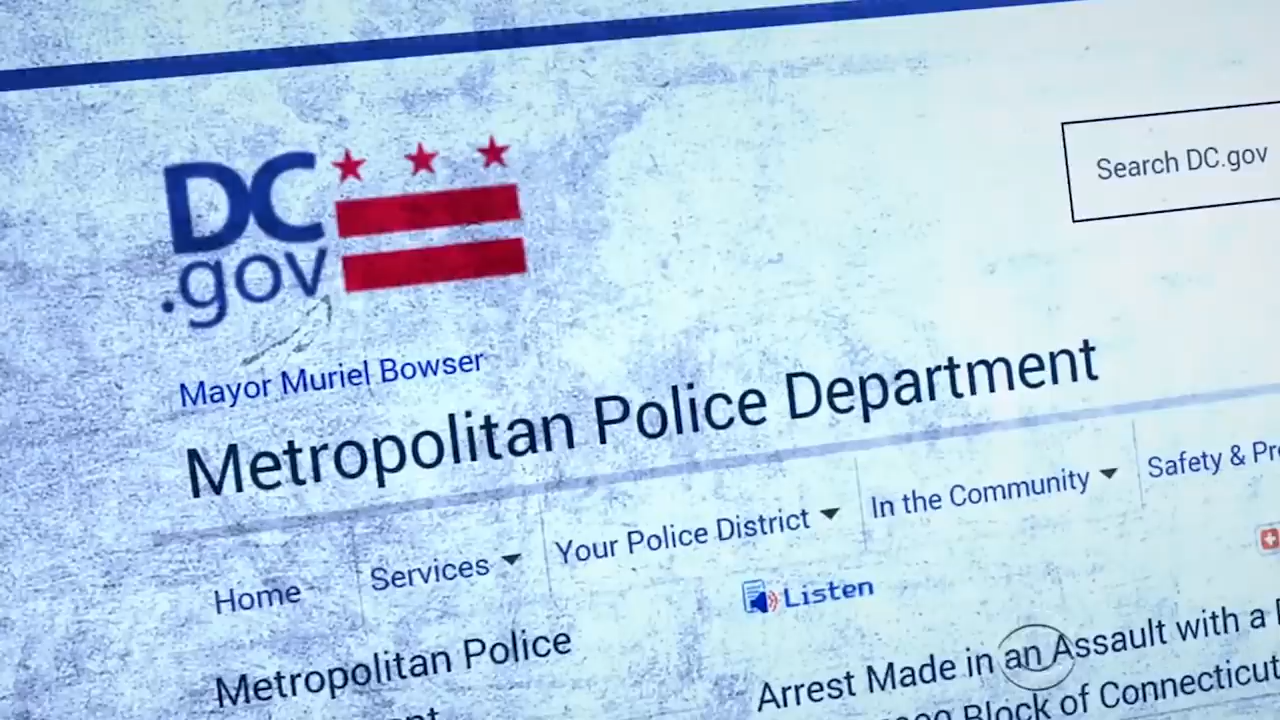 DC
.gov
Search DC.gov
Mayor Muriel Bowser
Metropolitan Police Department
Home
Services
Your Police District
In the Community
Safety &
Listen
Metropolitan Police
Arrest Made in an Assault with a
Block of Connecticut